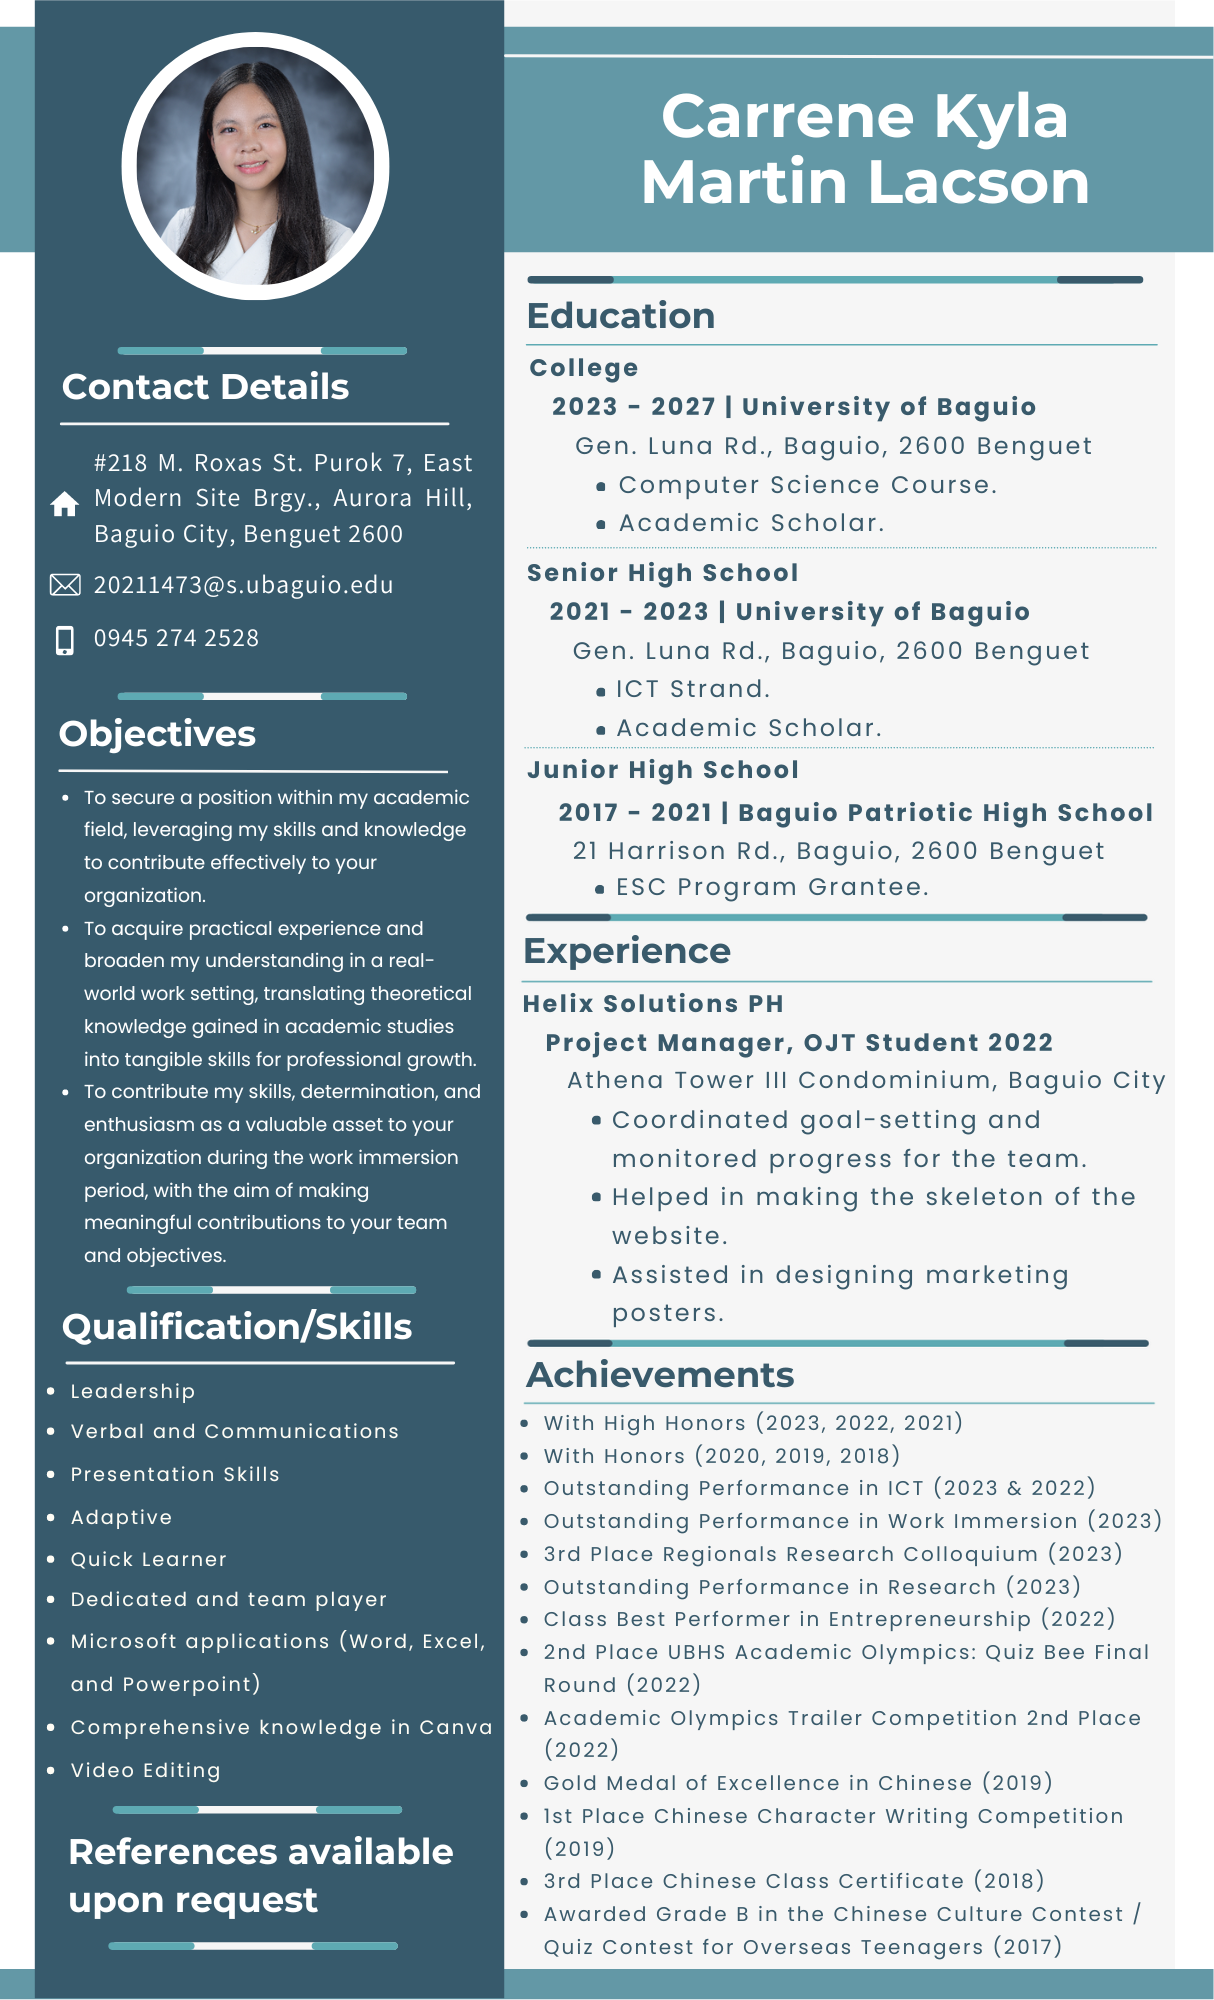 Carrene Kyla
Martin Lacson
Contact Details
#218 M. Roxas St. Purok 7, East
Modern Site Brgy., Aurora Hill,
Baguio City, Benguet 2600
20211473@s.ubaguio.edu
0945 274 2528
Objectives
• To secure a position within my academic
field, leveraging my skills and knowledge
to contribute effectively to your
organization.
• To acquire practical experience and
broaden my understanding in a real-
world work setting, translating theoretical
knowledge gained in academic studies
into tangible skills for professional growth.
• To contribute my skills, determination, and
enthusiasm as a valuable asset to your
organization during the work immersion
period, with the aim of making
meaningful contributions to your team
and objectives.
Qualification/Skills
• Leadership
• Verbal and Communications
• Presentation Skills
• Adaptive
• Quick Learner
• Dedicated and team player
• Microsoft applications (Word, Excel,
and Powerpoint)
• Comprehensive knowledge in Canva
• Video Editing
References available
upon request
Education
College
2023 - 2027 | University of Baguio
Gen. Luna Rd., Baguio, 2600 Benguet
• Computer Science Course.
• Academic Scholar.
Senior High School
2021 - 2023 | University of Baguio
Gen. Luna Rd., Baguio, 2600 Benguet
• ICT Strand.
• Academic Scholar.
Junior High School
2017 - 2021 | Baguio Patriotic High School
21 Harrison Rd., Baguio, 2600 Benguet
• ESC Program Grantee.
Experience
Helix Solutions PH
Project Manager, OJT Student 2022
Athena Tower III Condominium, Baguio City
• Coordinated goal-setting and
monitored progress for the team.
• Helped in making the skeleton of the
website.
• Assisted in designing marketing
posters.
Achievements
• With High Honors (2023, 2022, 2021)
• With Honors (2020, 2019, 2018)
• Outstanding Performance in ICT (2023 & 2022)
• Outstanding Performance in Work Immersion (2023)
• 3rd Place Regionals Research Colloquium (2023)
• Outstanding Performance in Research (2023)
• Class Best Performer in Entrepreneurship (2022)
• 2nd Place UBHS Academic Olympics: Quiz Bee Final
Round (2022)
• Academic Olympics Trailer Competition 2nd Place
(2022)
• Gold Medal of Excellence in Chinese (2019)
• 1st Place Chinese Character Writing Competition
(2019)
• 3rd Place Chinese Class Certificate (2018)
• Awarded Grade B in the Chinese Culture Contest /
Quiz Contest for Overseas Teenagers (2017)